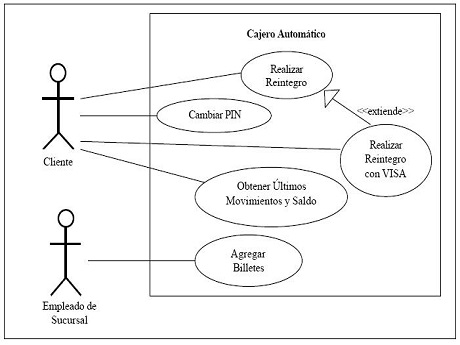 Cajero Automático
Realizar
Reintegro
<<extiende>>
Cambiar PIN
Cliente
Realizar
Reintegro
con VISA
Obtener Últimos
Movimientos y Saldo
Agregar
Billetes
Empleado de
Sucursal